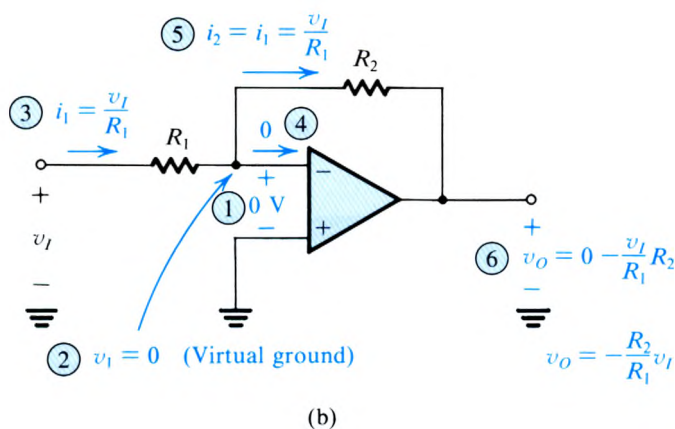 ⑤ i₂ = i₁ = v_I/R₁
R₂
③ i₁ = v_I/R₁
R₁
0 ④
+
−
+
① 0 V
−
+
v_I
−
+
⑥ v_O = 0 − (v_I/R₁) R₂
−
② v₁ = 0 (Virtual ground)
v_O = −(R₂/R₁) v_I
(b)